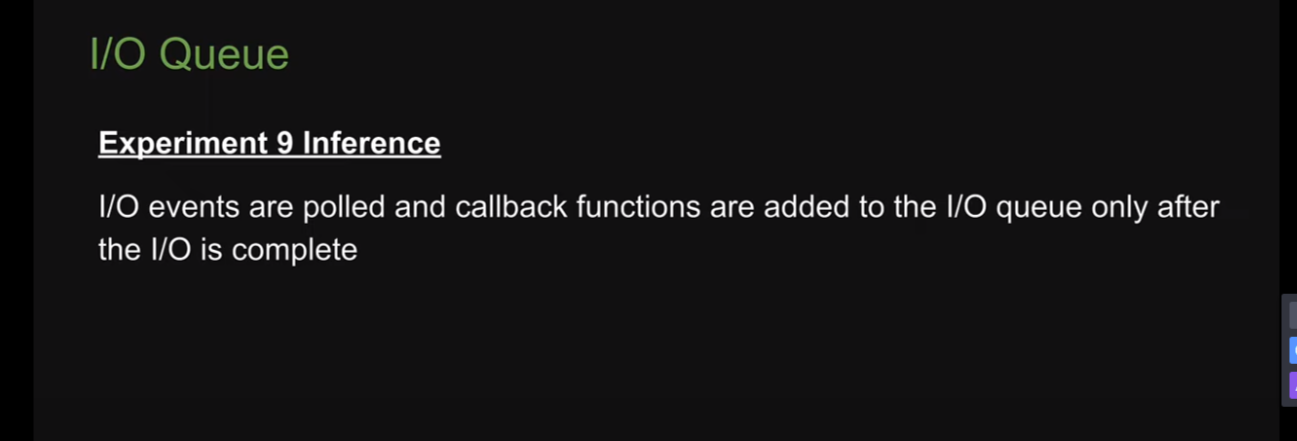 I/O Queue
Experiment 9 Inference
I/O events are polled and callback functions are added to the I/O queue only after
the I/O is complete